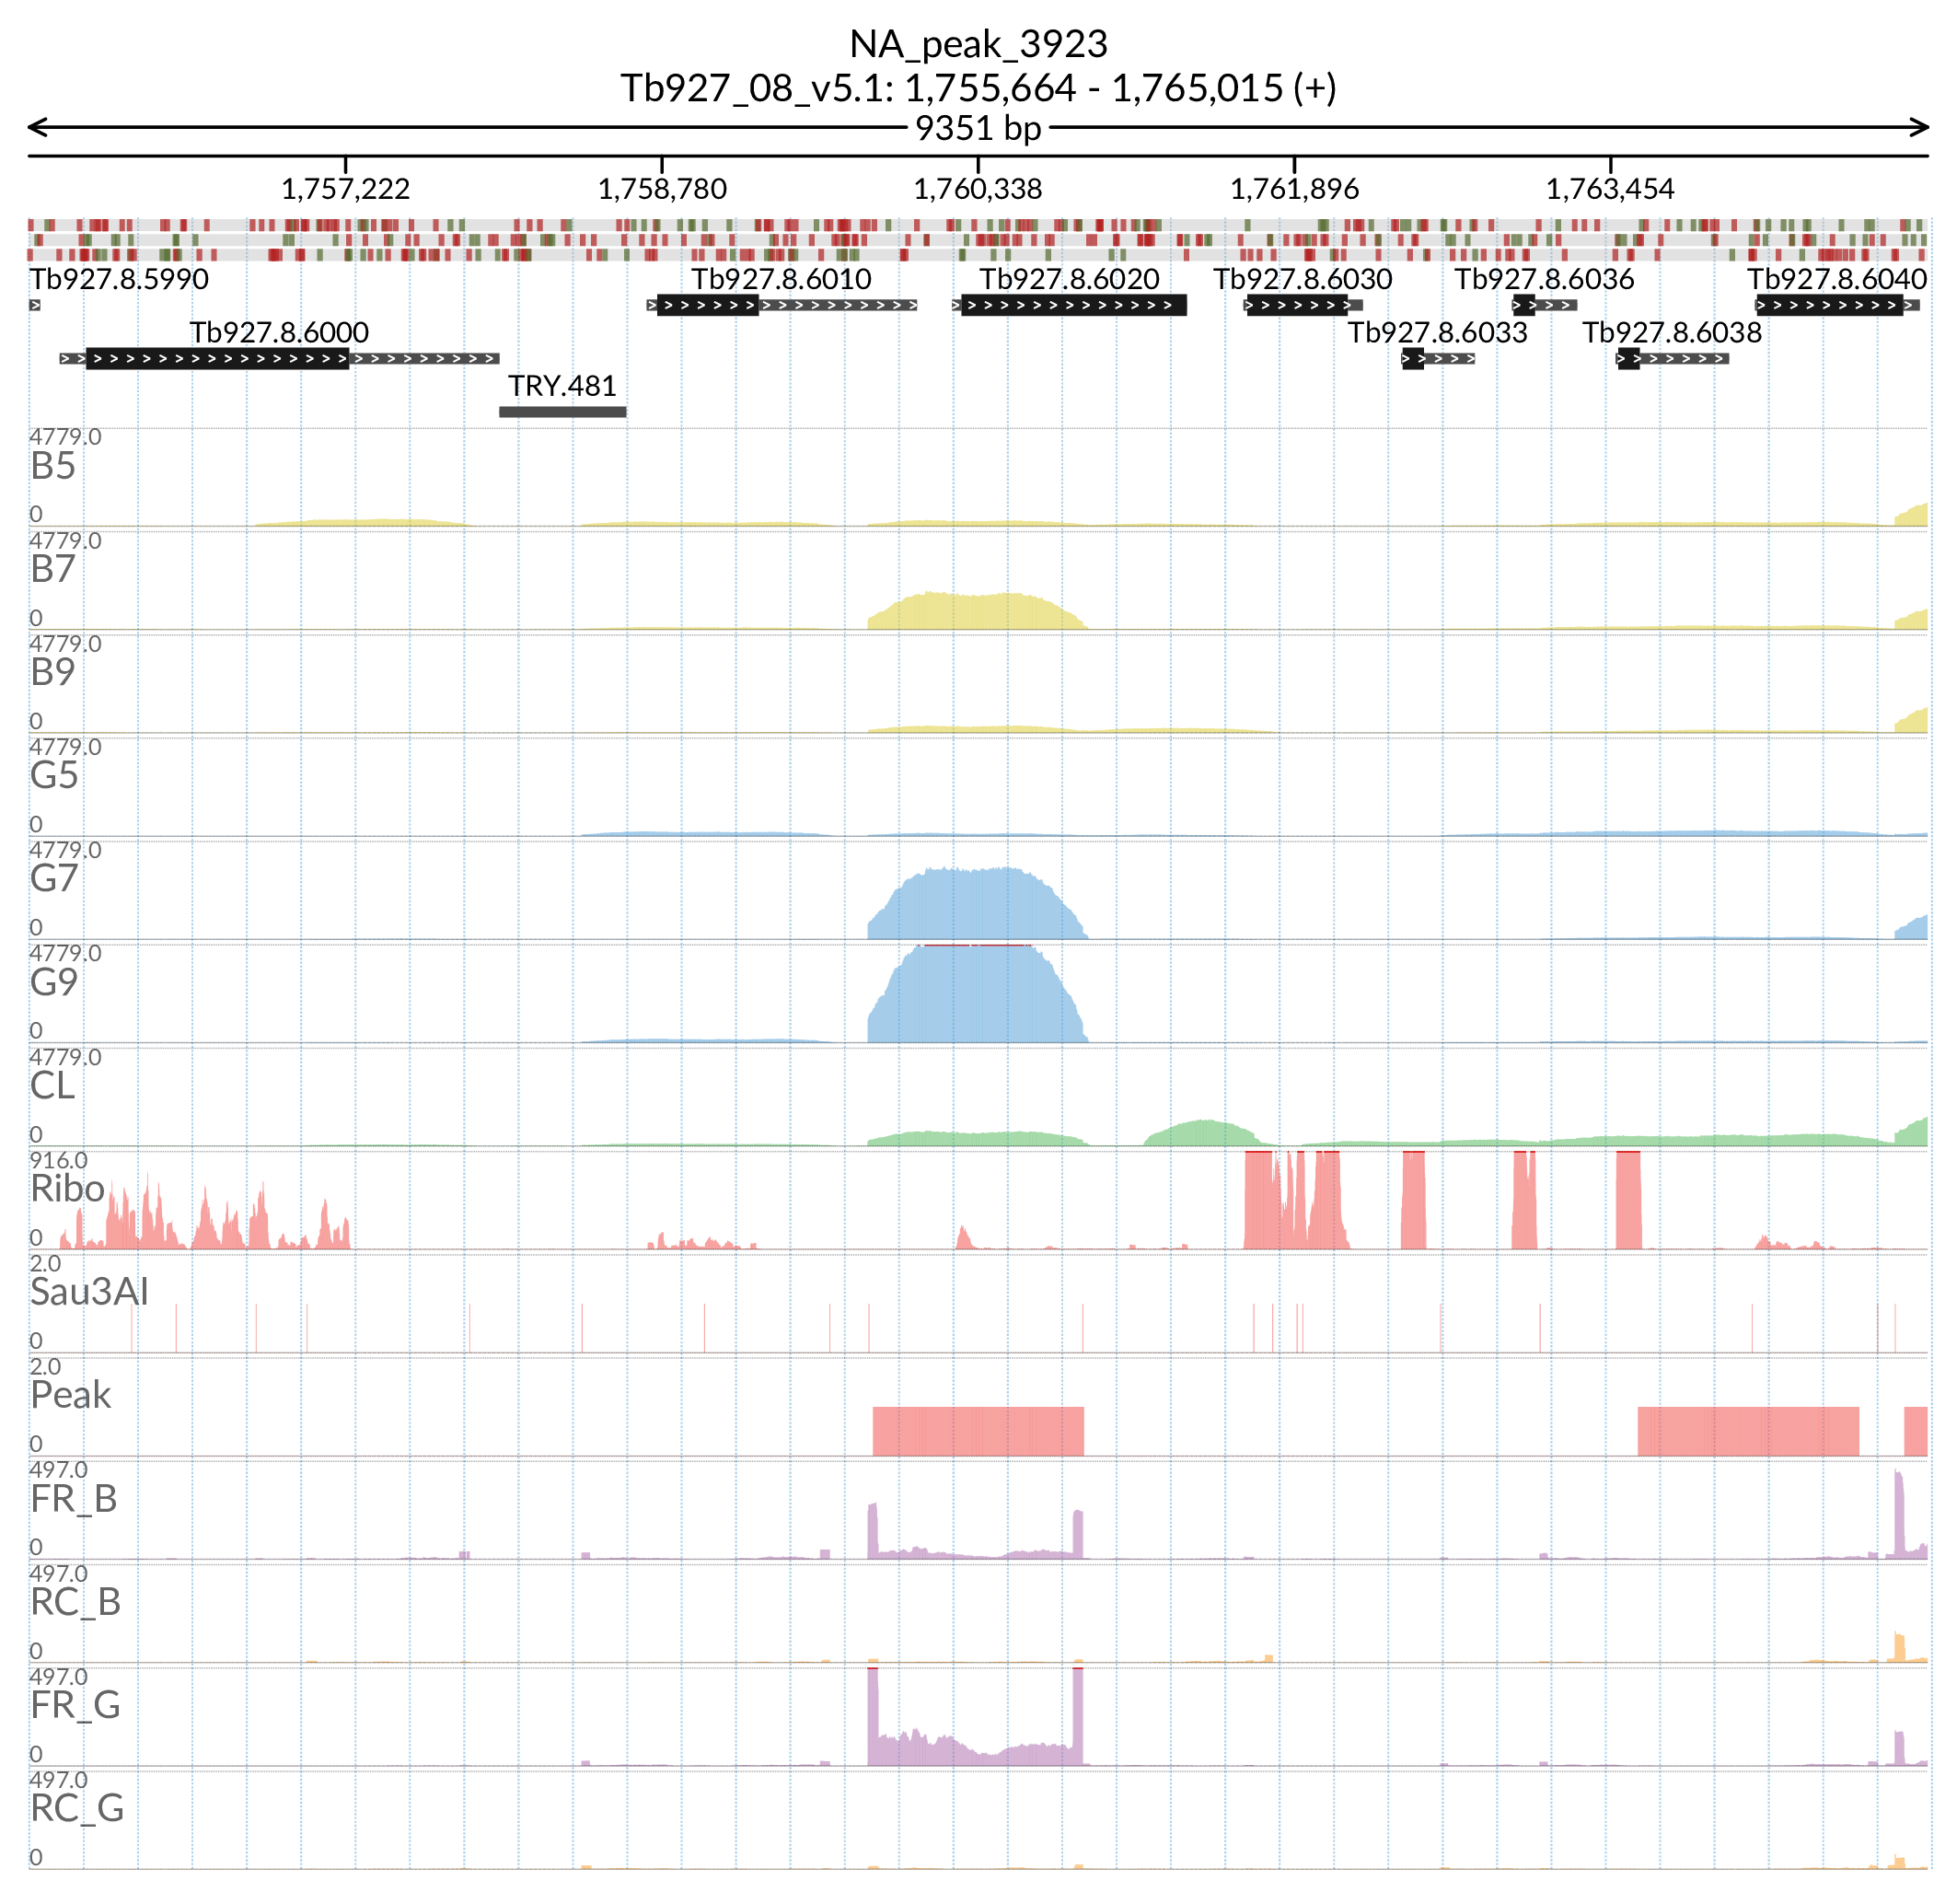 NA_peak_3923
Tb927_08_v5.1: 1,755,664 - 1,765,015 (+)
9351 bp
1,757,222 1,758,780 1,760,338 1,761,896 1,763,454
Tb927.8.5990 Tb927.8.6010 Tb927.8.6020 Tb927.8.6030 Tb927.8.6036 Tb927.8.6040
Tb927.8.6000 Tb927.8.6033 Tb927.8.6038
TRY.481
4779.0
B5
0
4779.0
B7
0
4779.0
B9
0
4779.0
G5
0
4779.0
G7
0
4779.0
G9
0
4779.0
CL
0
916.0
Ribo
0
2.0
Sau3AI
0
2.0
Peak
0
497.0
FR_B
0
497.0
RC_B
0
497.0
FR_G
0
497.0
RC_G
0